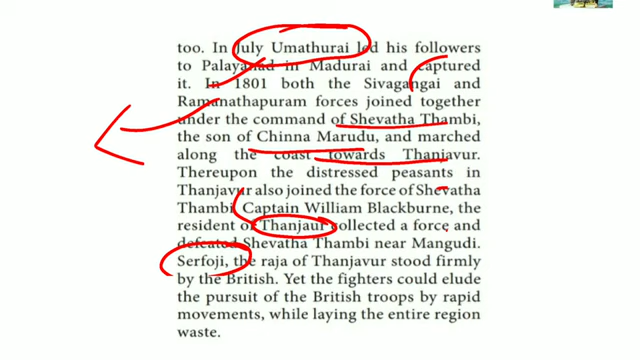 too. In July Umathurai led his followers
to Palayanad in Madurai and captured
it. In 1801 both the Sivagangai and
Ramanathapuram forces joined together
under the command of Shevatha Thambi,
the son of Chinna Marudu, and marched
along the coast towards Thanjavur.
Thereupon the distressed peasants in
Thanjavur also joined the force of Shevatha
Thambi. Captain William Blackburne, the
resident of Thanjaur collected a force and
defeated Shevatha Thambi near Mangudi.
Serfoji, the raja of Thanjavur stood firmly
by the British. Yet the fighters could elude
the pursuit of the British troops by rapid
movements, while laying the entire region
waste.